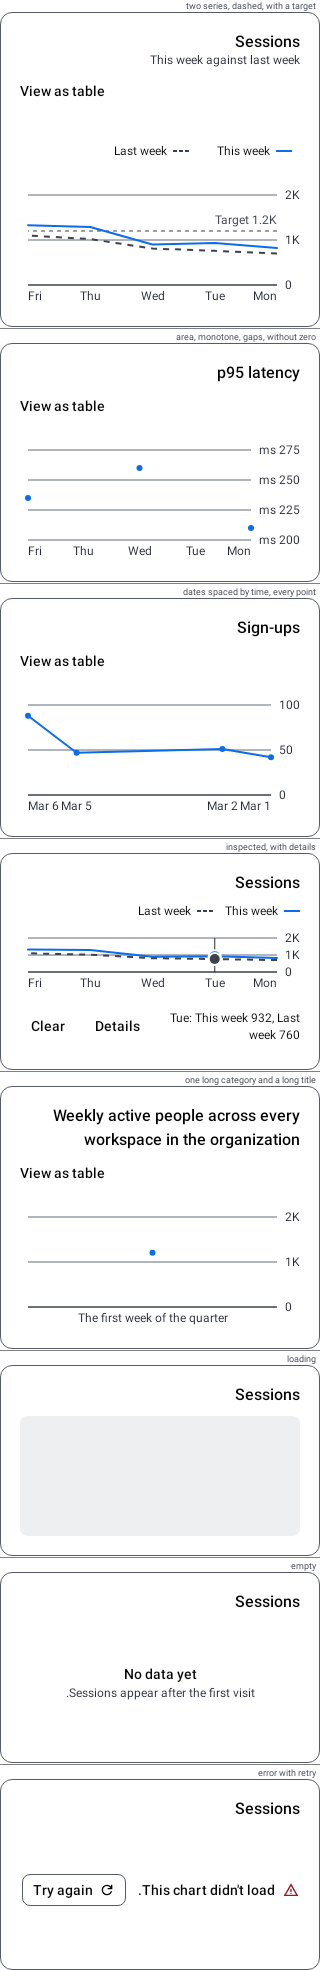 two series, dashed, with a target
Sessions
This week against last week
View as table
Last week
This week
2K
Target 1.2K
1K
0
Fri
Thu
Wed
Tue
Mon
area, monotone, gaps, without zero
p95 latency
View as table
ms 275
ms 250
ms 225
ms 200
Fri
Thu
Wed
Tue
Mon
dates spaced by time, every point
Sign-ups
View as table
100
50
0
Mar 6
Mar 5
Mar 2
Mar 1
inspected, with details
Sessions
Last week
This week
2K
1K
0
Fri
Thu
Wed
Tue
Mon
Clear
Details
Tue: This week 932, Last
week 760
one long category and a long title
Weekly active people across every
workspace in the organization
View as table
2K
1K
0
The first week of the quarter
loading
Sessions
empty
Sessions
No data yet
.Sessions appear after the first visit
error with retry
Sessions
Try again
.This chart didn't load